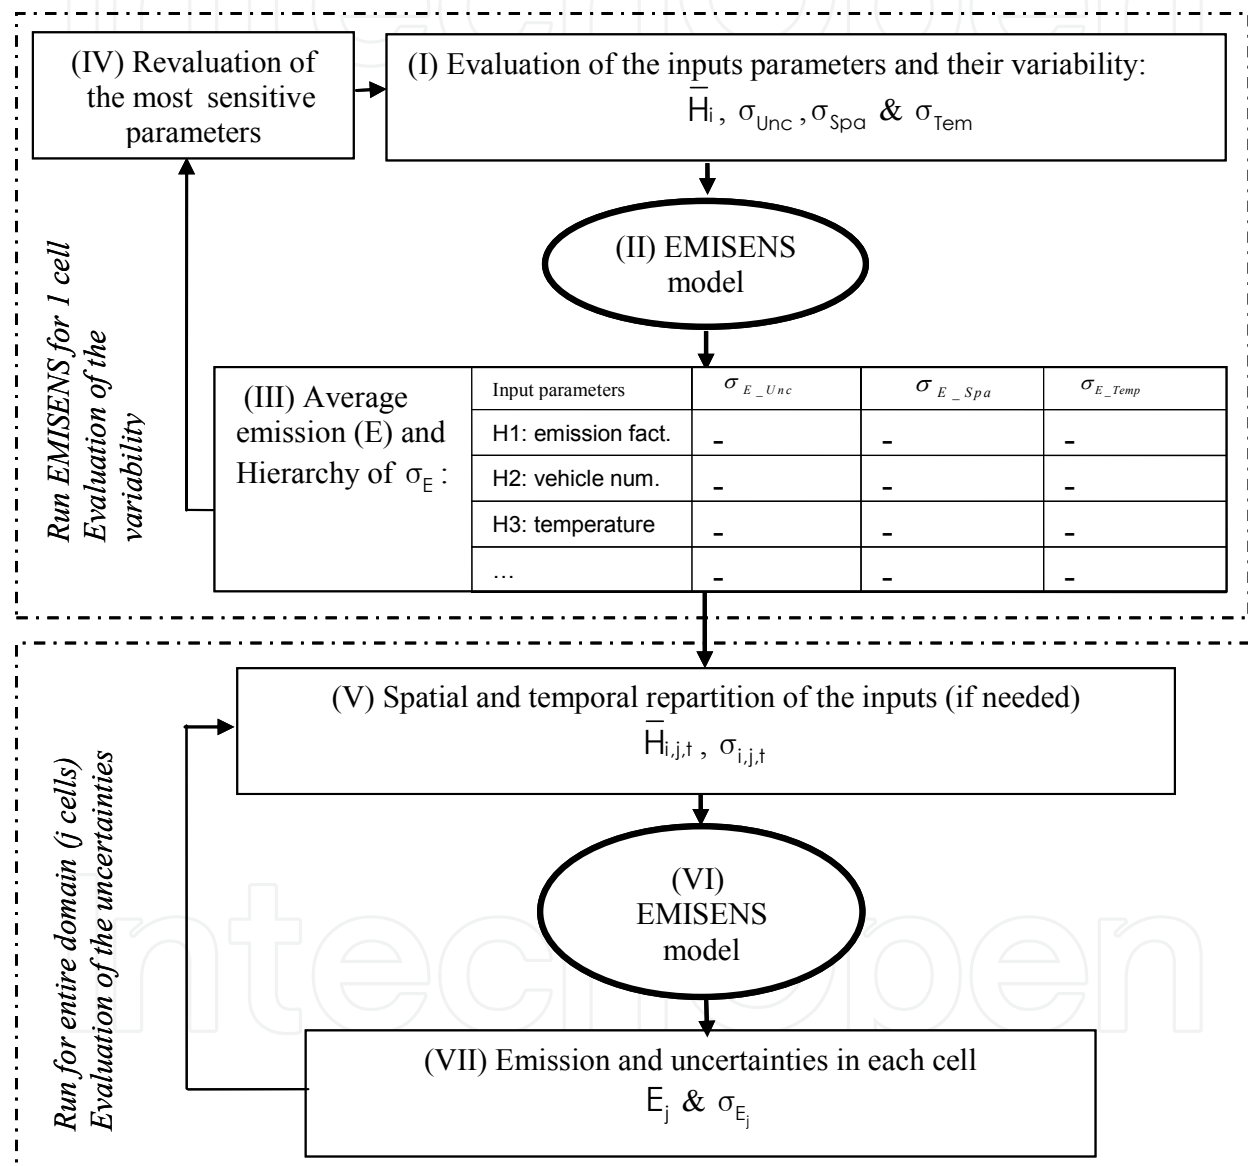 (IV) Revaluation of
the most sensitive
parameters
(I) Evaluation of the inputs parameters and their variability:
H̅i, σUnc, σSpa & σTem
(II) EMISENS
model
Run EMISENS for 1 cell
Evaluation of the
variability
(III) Average
emission (E) and
Hierarchy of σE :
Input parameters σE_Unc σE_Spa σE_Temp
H1: emission fact. - - -
H2: vehicle num. - - -
H3: temperature - - -
... - - -
(V) Spatial and temporal repartition of the inputs (if needed)
H̅i,j,t , σi,j,t
Run for entire domain (j cells)
Evaluation of the uncertainties
(VI)
EMISENS
model
(VII) Emission and uncertainties in each cell
Ej & σEj
IntechOpen